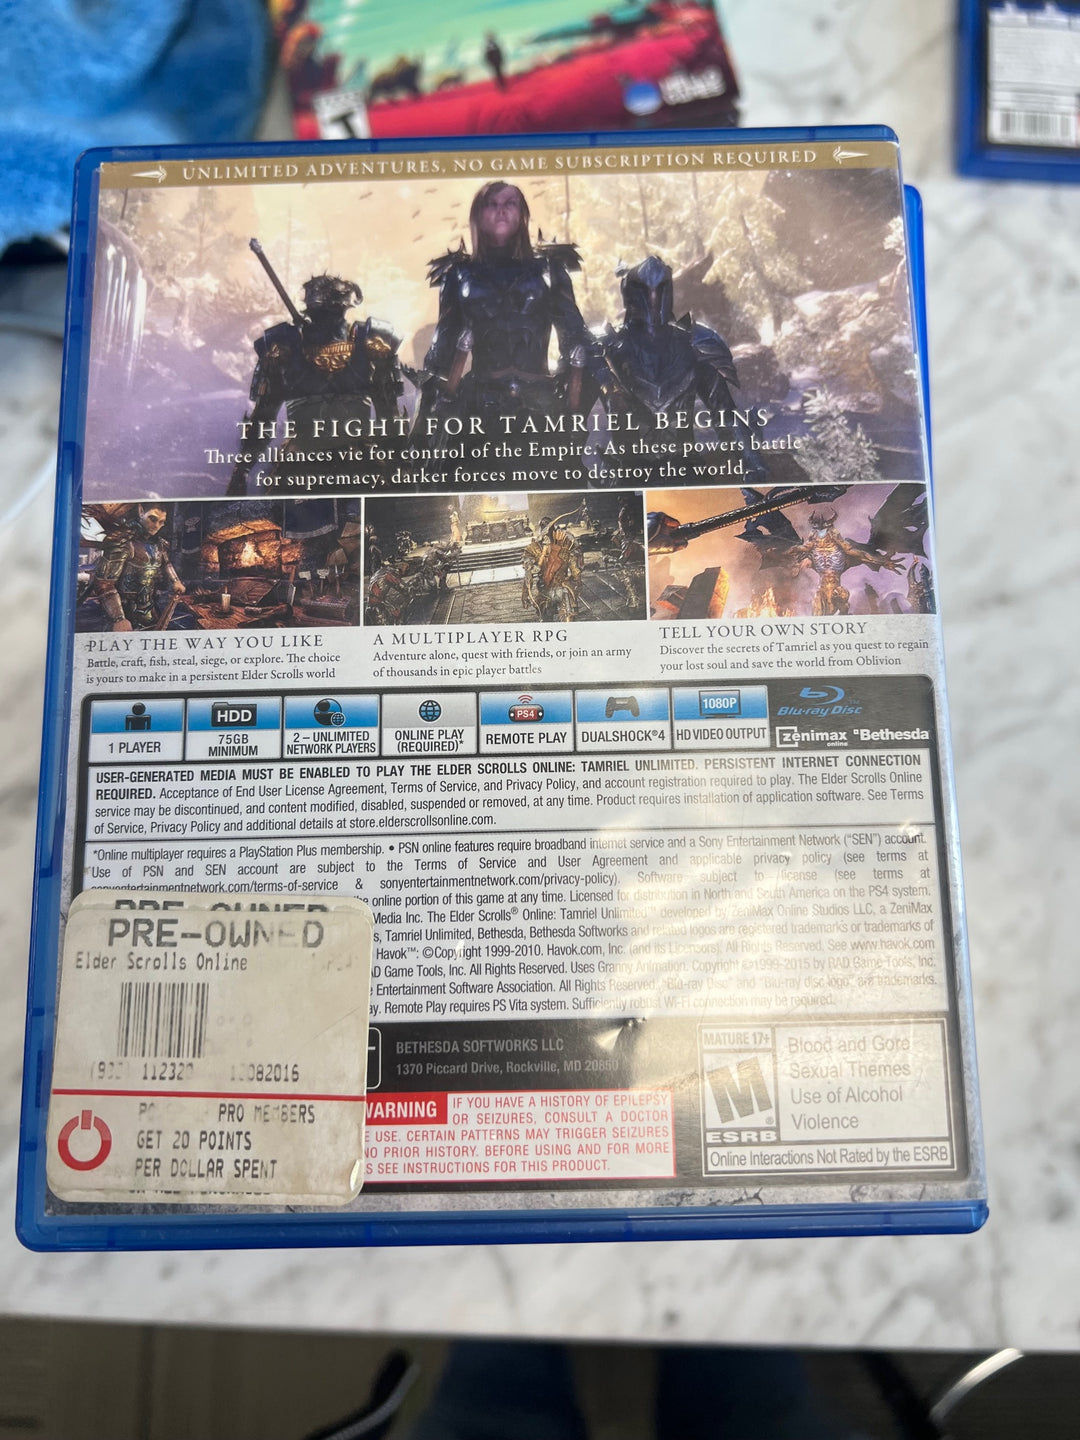 UNLIMITED ADVENTURES, NO GAME SUBSCRIPTION REQUIRED
THE FIGHT FOR TAMRIEL BEGINS
Three alliances vie for control of the Empire. As these powers battle
for supremacy, darker forces move to destroy the world.
PLAY THE WAY YOU LIKE
Battle, craft, fish, steal, siege, or explore. The choice
is yours to make in a persistent Elder Scrolls world
A MULTIPLAYER RPG
Adventure alone, quest with friends, or join an army
of thousands in epic player battles
TELL YOUR OWN STORY
Discover the secrets of Tamriel as you quest to regain
your lost soul and save the world from Oblivion
1 PLAYER
HDD
75GB
MINIMUM
2 – UNLIMITED
NETWORK PLAYERS
ONLINE PLAY
(REQUIRED)*
PS4
REMOTE PLAY
DUALSHOCK®4
1080P
HD VIDEO OUTPUT
Blu-ray Disc
zenimax online
Bethesda
USER-GENERATED MEDIA MUST BE ENABLED TO PLAY THE ELDER SCROLLS ONLINE: TAMRIEL UNLIMITED. PERSISTENT INTERNET CONNECTION
REQUIRED. Acceptance of End User License Agreement, Terms of Service, and Privacy Policy, and account registration required to play. The Elder Scrolls Online
service may be discontinued, and content modified, disabled, suspended or removed, at any time. Product requires installation of application software. See Terms
of Service, Privacy Policy and additional details at store.elderscrollsonline.com.
*Online multiplayer requires a PlayStation Plus membership. • PSN online features require broadband internet service and a Sony Entertainment Network ("SEN") account.
Use of PSN and SEN account are subject to the Terms of Service and User Agreement and applicable privacy policy (see terms at
sonyentertainmentnetwork.com/terms-of-service & sonyentertainmentnetwork.com/privacy-policy). Software subject to license (see terms at
online portion of this game at any time. Licensed for distribution in North and South America on the PS4 system.
Media Inc. The Elder Scrolls® Online: Tamriel Unlimited™ developed by ZeniMax Online Studios LLC, a ZeniMax
Tamriel Unlimited, Bethesda, Bethesda Softworks and related logos are registered trademarks or trademarks of
Havok™: ©Copyright 1999-2010. Havok.com, Inc. (and its Licensors). All Rights Reserved. See www.havok.com
Game Tools, Inc. All Rights Reserved. Uses Granny Animation. Copyright ©1999-2015 by RAD Game Tools, Inc.
Entertainment Software Association. All Rights Reserved. "Blu-ray Disc" and "Blu-ray disc logo" are trademarks.
Remote Play requires PS Vita system. Sufficiently robust Wi-Fi connection may be required.
PRE-OWNED
PRE-OWNED
Elder Scrolls Online
PRO MEMBERS
GET 20 POINTS
PER DOLLAR SPENT
BETHESDA SOFTWORKS LLC
1370 Piccard Drive, Rockville, MD 20850
WARNING
IF YOU HAVE A HISTORY OF EPILEPSY
OR SEIZURES, CONSULT A DOCTOR
USE. CERTAIN PATTERNS MAY TRIGGER SEIZURES
NO PRIOR HISTORY. BEFORE USING AND FOR MORE
SEE INSTRUCTIONS FOR THIS PRODUCT.
MATURE 17+
M
ESRB
Blood and Gore
Sexual Themes
Use of Alcohol
Violence
Online Interactions Not Rated by the ESRB